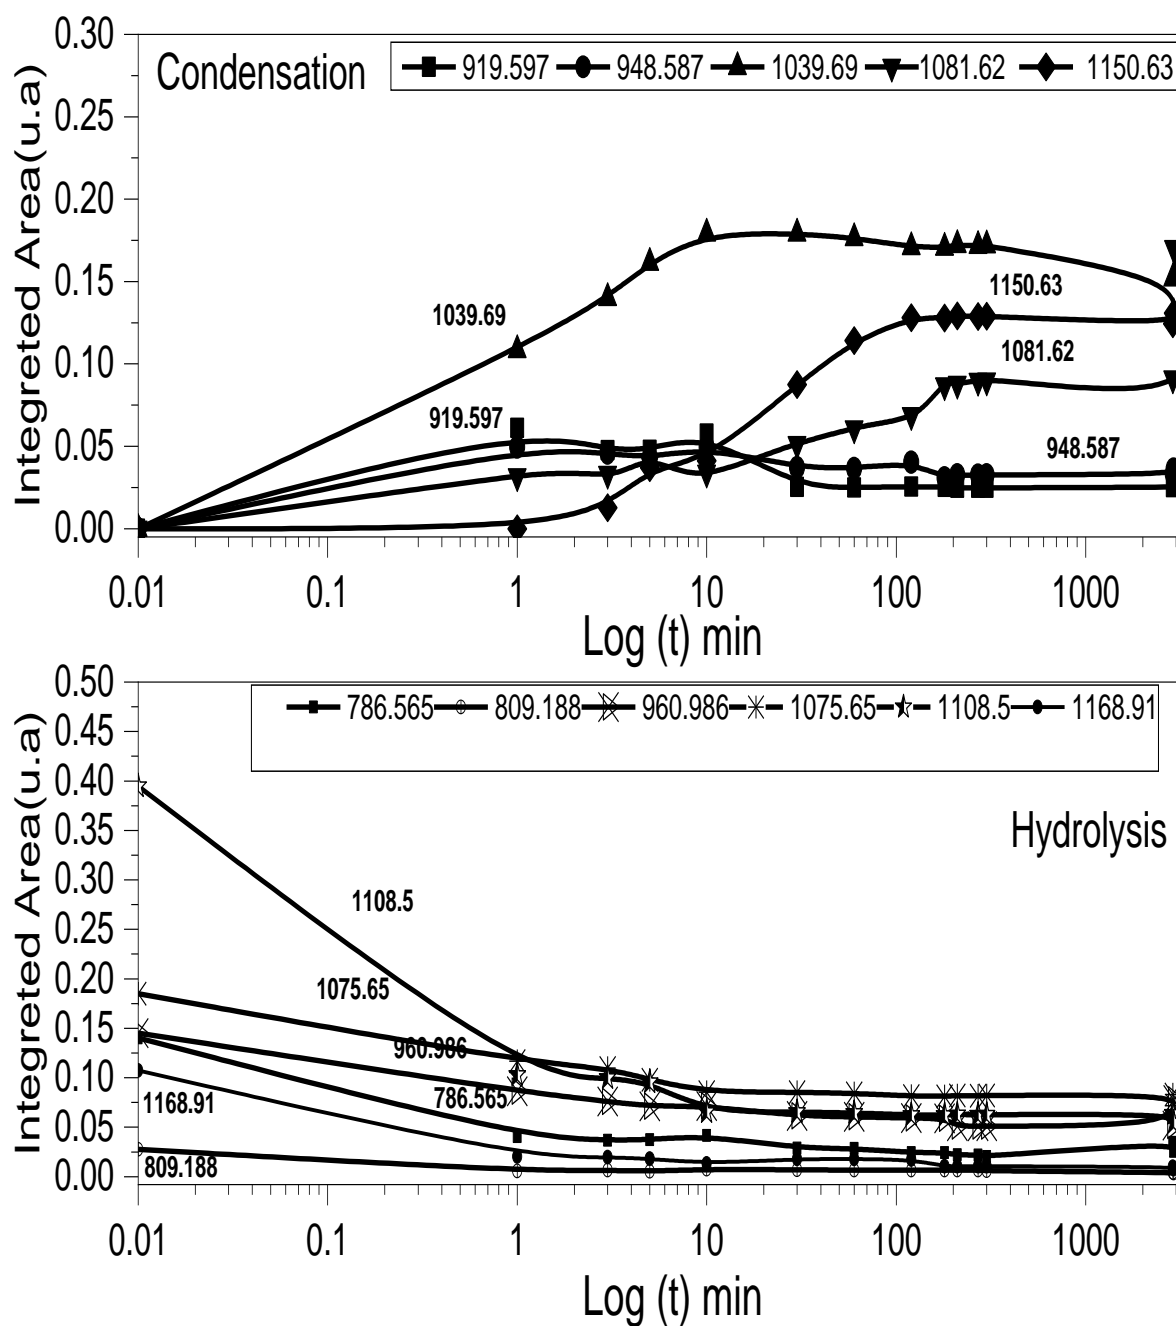 0.30
0.25
0.20
0.15
0.10
0.05
0.00
Integreted Area(u.a)
Condensation
919.597 948.587 1039.69 1081.62 1150.63
1039.69
1150.63
1081.62
919.597
948.587
0.01 0.1 1 10 100 1000
Log (t) min
0.50
0.45
0.40
0.35
0.30
0.25
0.20
0.15
0.10
0.05
0.00
Integreted Area(u.a)
786.565 809.188 960.986 1075.65 1108.5 1168.91
Hydrolysis
1108.5
1075.65
960.986
786.565
1168.91
809.188
0.01 0.1 1 10 100 1000
Log (t) min